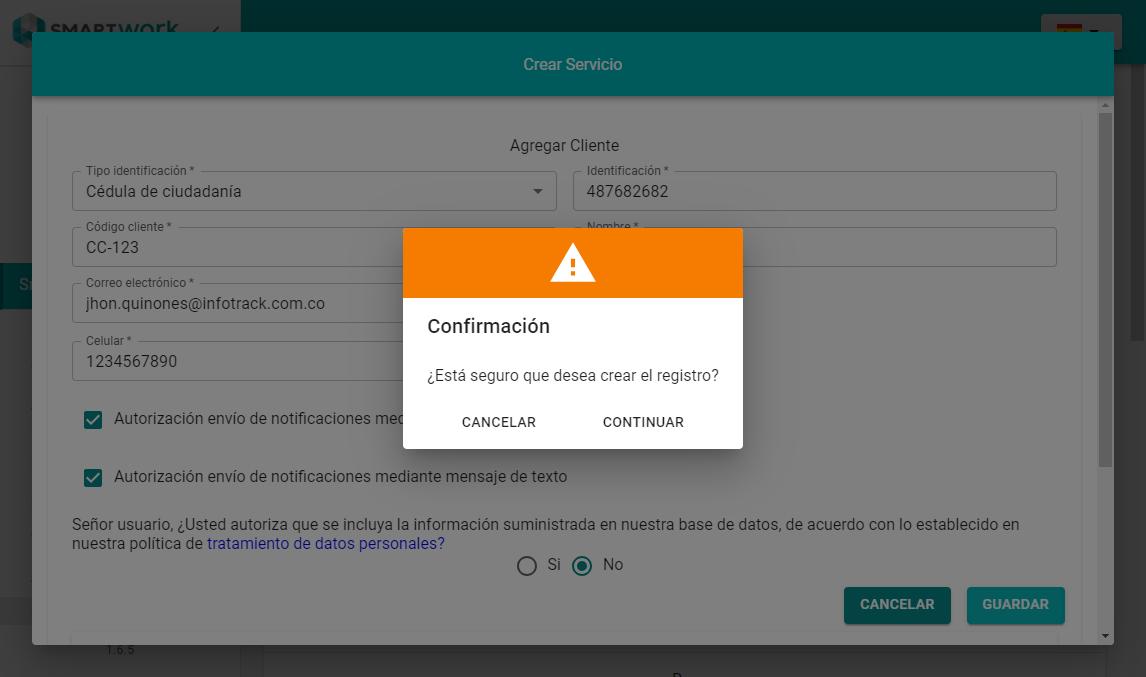 SMARTwork
Crear Servicio
Agregar Cliente
Tipo identificación *
Cédula de ciudadanía
Identificación *
487682682
Código cliente *
CC-123
Nombre *
Correo electrónico *
jhon.quinones@infotrack.com.co
Celular *
1234567890
Confirmación
¿Está seguro que desea crear el registro?
CANCELAR
CONTINUAR
Autorización envío de notificaciones
Autorización envío de notificaciones mediante mensaje de texto
Señor usuario, ¿Usted autoriza que se incluya la información suministrada en nuestra base de datos, de acuerdo con lo establecido en
nuestra política de tratamiento de datos personales?
Si
No
CANCELAR
GUARDAR
1.6.5